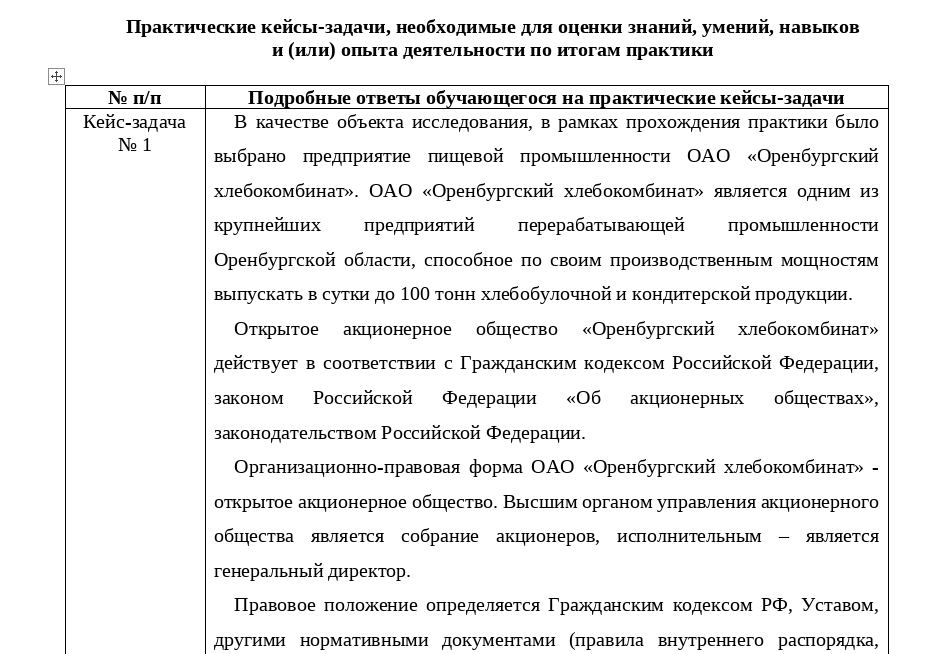 Практические кейсы-задачи, необходимые для оценки знаний, умений, навыков
и (или) опыта деятельности по итогам практики
№ п/п
Подробные ответы обучающегося на практические кейсы-задачи
Кейс-задача
№ 1
В качестве объекта исследования, в рамках прохождения практики было
выбрано предприятие пищевой промышленности ОАО «Оренбургский
хлебокомбинат». ОАО «Оренбургский хлебокомбинат» является одним из
крупнейших предприятий перерабатывающей промышленности
Оренбургской области, способное по своим производственным мощностям
выпускать в сутки до 100 тонн хлебобулочной и кондитерской продукции.
Открытое акционерное общество «Оренбургский хлебокомбинат»
действует в соответствии с Гражданским кодексом Российской Федерации,
законом Российской Федерации «Об акционерных обществах»,
законодательством Российской Федерации.
Организационно-правовая форма ОАО «Оренбургский хлебокомбинат» -
открытое акционерное общество. Высшим органом управления акционерного
общества является собрание акционеров, исполнительным – является
генеральный директор.
Правовое положение определяется Гражданским кодексом РФ, Уставом,
другими нормативными документами (правила внутреннего распорядка,